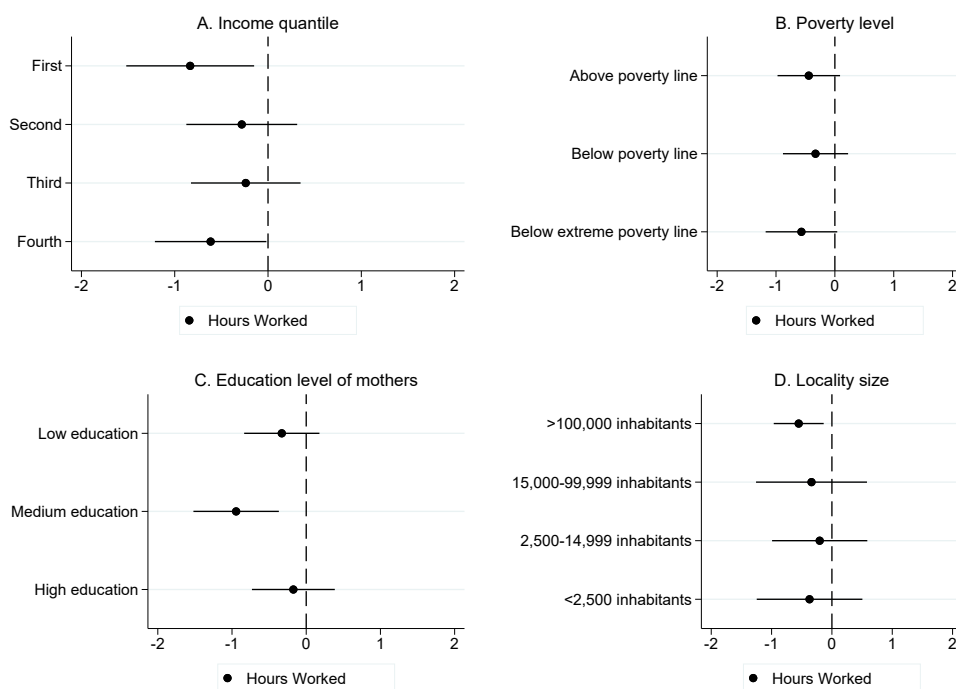 A. Income quantile
First
Second
Third
Fourth
-2 -1 0 1 2
Hours Worked
B. Poverty level
Above poverty line
Below poverty line
Below extreme poverty line
-2 -1 0 1 2
Hours Worked
C. Education level of mothers
Low education
Medium education
High education
-2 -1 0 1 2
Hours Worked
D. Locality size
>100,000 inhabitants
15,000-99,999 inhabitants
2,500-14,999 inhabitants
<2,500 inhabitants
-2 -1 0 1 2
Hours Worked